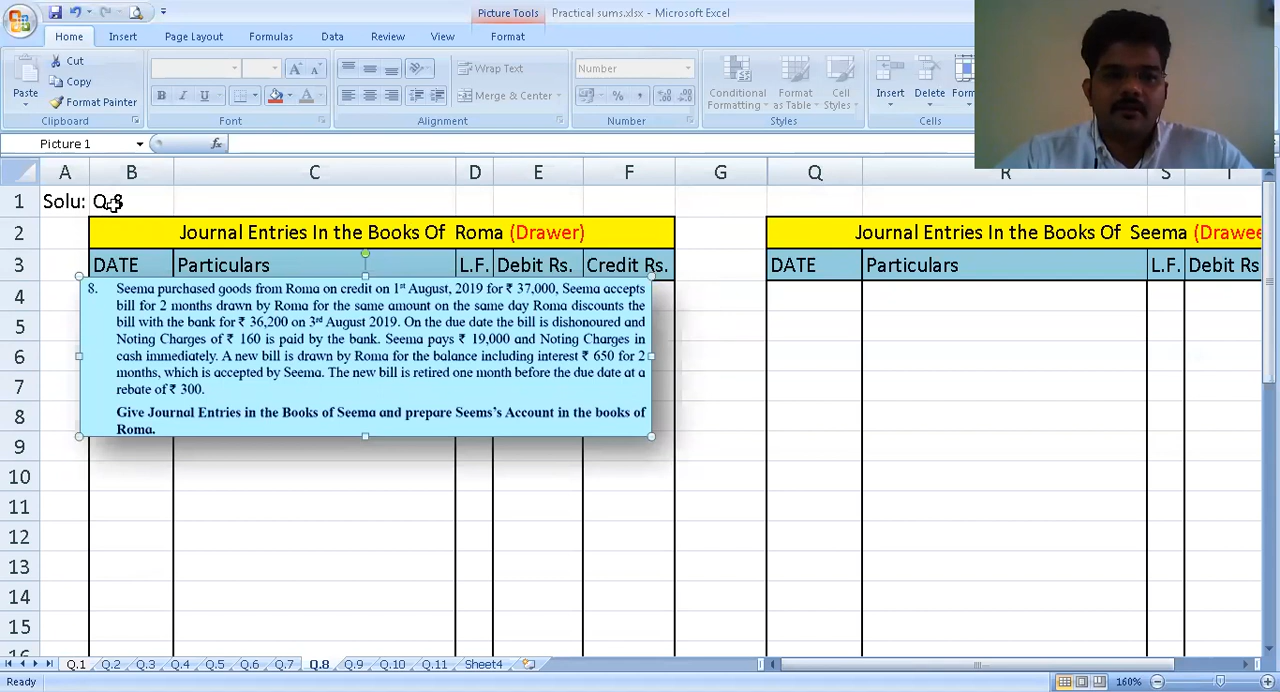 Picture Tools Practical sums.xlsx - Microsoft Excel
Home Insert Page Layout Formulas Data Review View Format
Paste Cut Copy Format Painter Clipboard
B I U A A A Font
Wrap Text Merge & Center Alignment
Number % , Number
Conditional Formatting Format as Table Cell Styles Styles
Insert Delete Cells
Picture 1 fx
A B C D E F G Q R S
1 Solu: Q.8
2 Journal Entries In the Books Of Roma (Drawer) Journal Entries In the Books Of Seema (Drawee
3 DATE Particulars L.F. Debit Rs. Credit Rs. DATE Particulars L.F. Debit Rs
8. Seema purchased goods from Roma on credit on 1st August, 2019 for ₹ 37,000, Seema accepts
bill for 2 months drawn by Roma for the same amount on the same day Roma discounts the
bill with the bank for ₹ 36,200 on 3rd August 2019. On the due date the bill is dishonoured and
Noting Charges of ₹ 160 is paid by the bank. Seema pays ₹ 19,000 and Noting Charges in
cash immediately. A new bill is drawn by Roma for the balance including interest ₹ 650 for 2
months, which is accepted by Seema. The new bill is retired one month before the due date at a
rebate of ₹ 300.
Give Journal Entries in the Books of Seema and prepare Seems's Account in the books of
Roma.
4
5
6
7
8
9
10
11
12
13
14
15
Q.1 Q.2 Q.3 Q.4 Q.5 Q.6 Q.7 Q.8 Q.9 Q.10 Q.11 Sheet4
Ready 160%